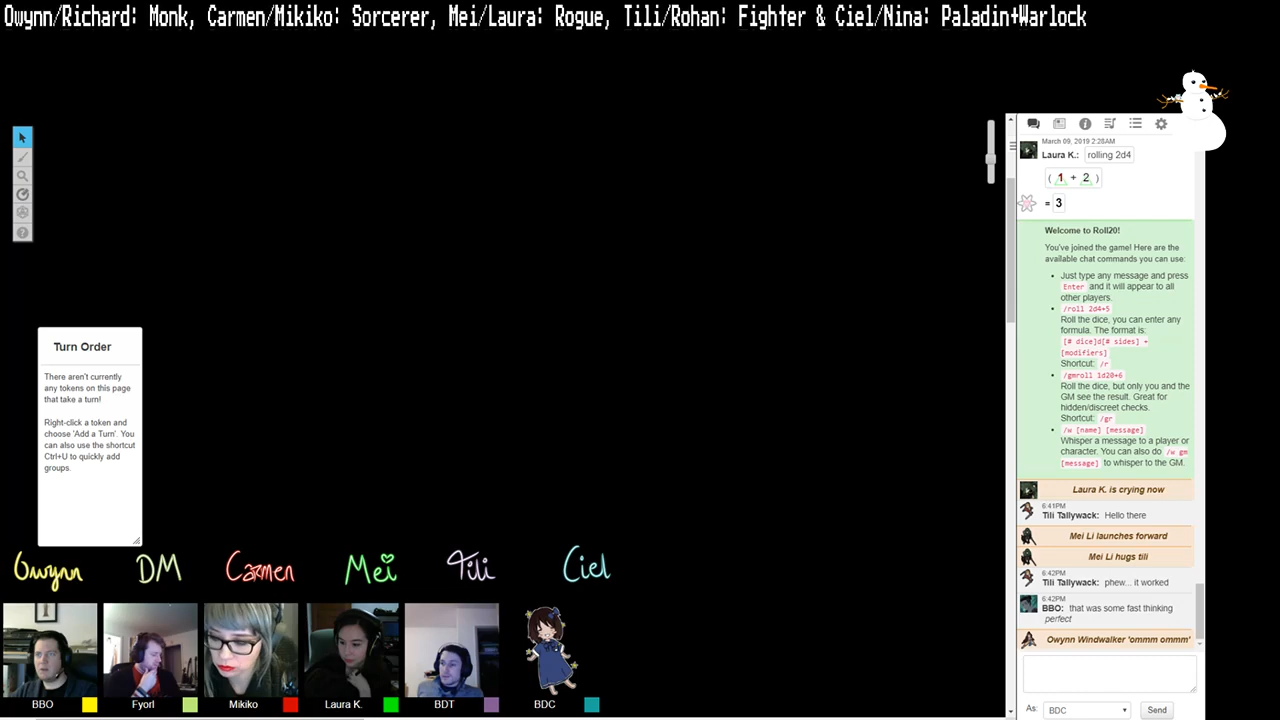 Owynn/Richard: Monk, Carmen/Mikiko: Sorcerer, Mei/Laura: Rogue, Tili/Rohan: Fighter & Ciel/Nina: Paladin+Warlock
March 09, 2019 2:28AM
Laura K.: rolling 2d4
( 1 + 2 )
= 3
Welcome to Roll20!
You've joined the game! Here are the
available chat commands you can use:
• Just type any message and press
Enter and it will appear to all
other players.
• /roll 2d4+5
Roll the dice, you can enter any
formula. The format is:
[# dice]d[# sides] +
[modifiers]
Shortcut: /r
• /gmroll 1d20+6
Roll the dice, but only you and the
GM see the result. Great for
hidden/discreet checks.
Shortcut: /gr
• /w [name] [message]
Whisper a message to a player or
character. You can also do /w gm
[message] to whisper to the GM.
Laura K. is crying now
6:41PM
Tili Tallywack: Hello there
Mei Li launches forward
Mei Li hugs tili
6:42PM
Tili Tallywack: phew... it worked
6:42PM
BBO: that was some fast thinking
perfect
Owynn Windwalker 'ommm ommm'
As: BDC
Send
Turn Order
There aren't currently
any tokens on this page
that take a turn!
Right-click a token and
choose 'Add a Turn'. You
can also use the shortcut
Ctrl+U to quickly add
groups.
Owynn DM Carmen Mei Tili Ciel
BBO Fyorl Mikiko Laura K. BDT BDC